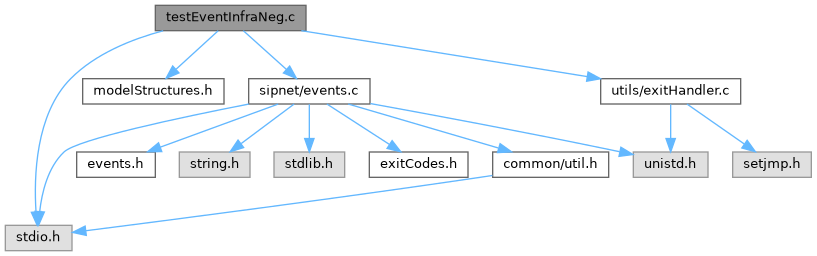 testEventInfraNeg.c
modelStructures.h
sipnet/events.c
utils/exitHandler.c
events.h
string.h
stdlib.h
exitCodes.h
common/util.h
unistd.h
setjmp.h
stdio.h